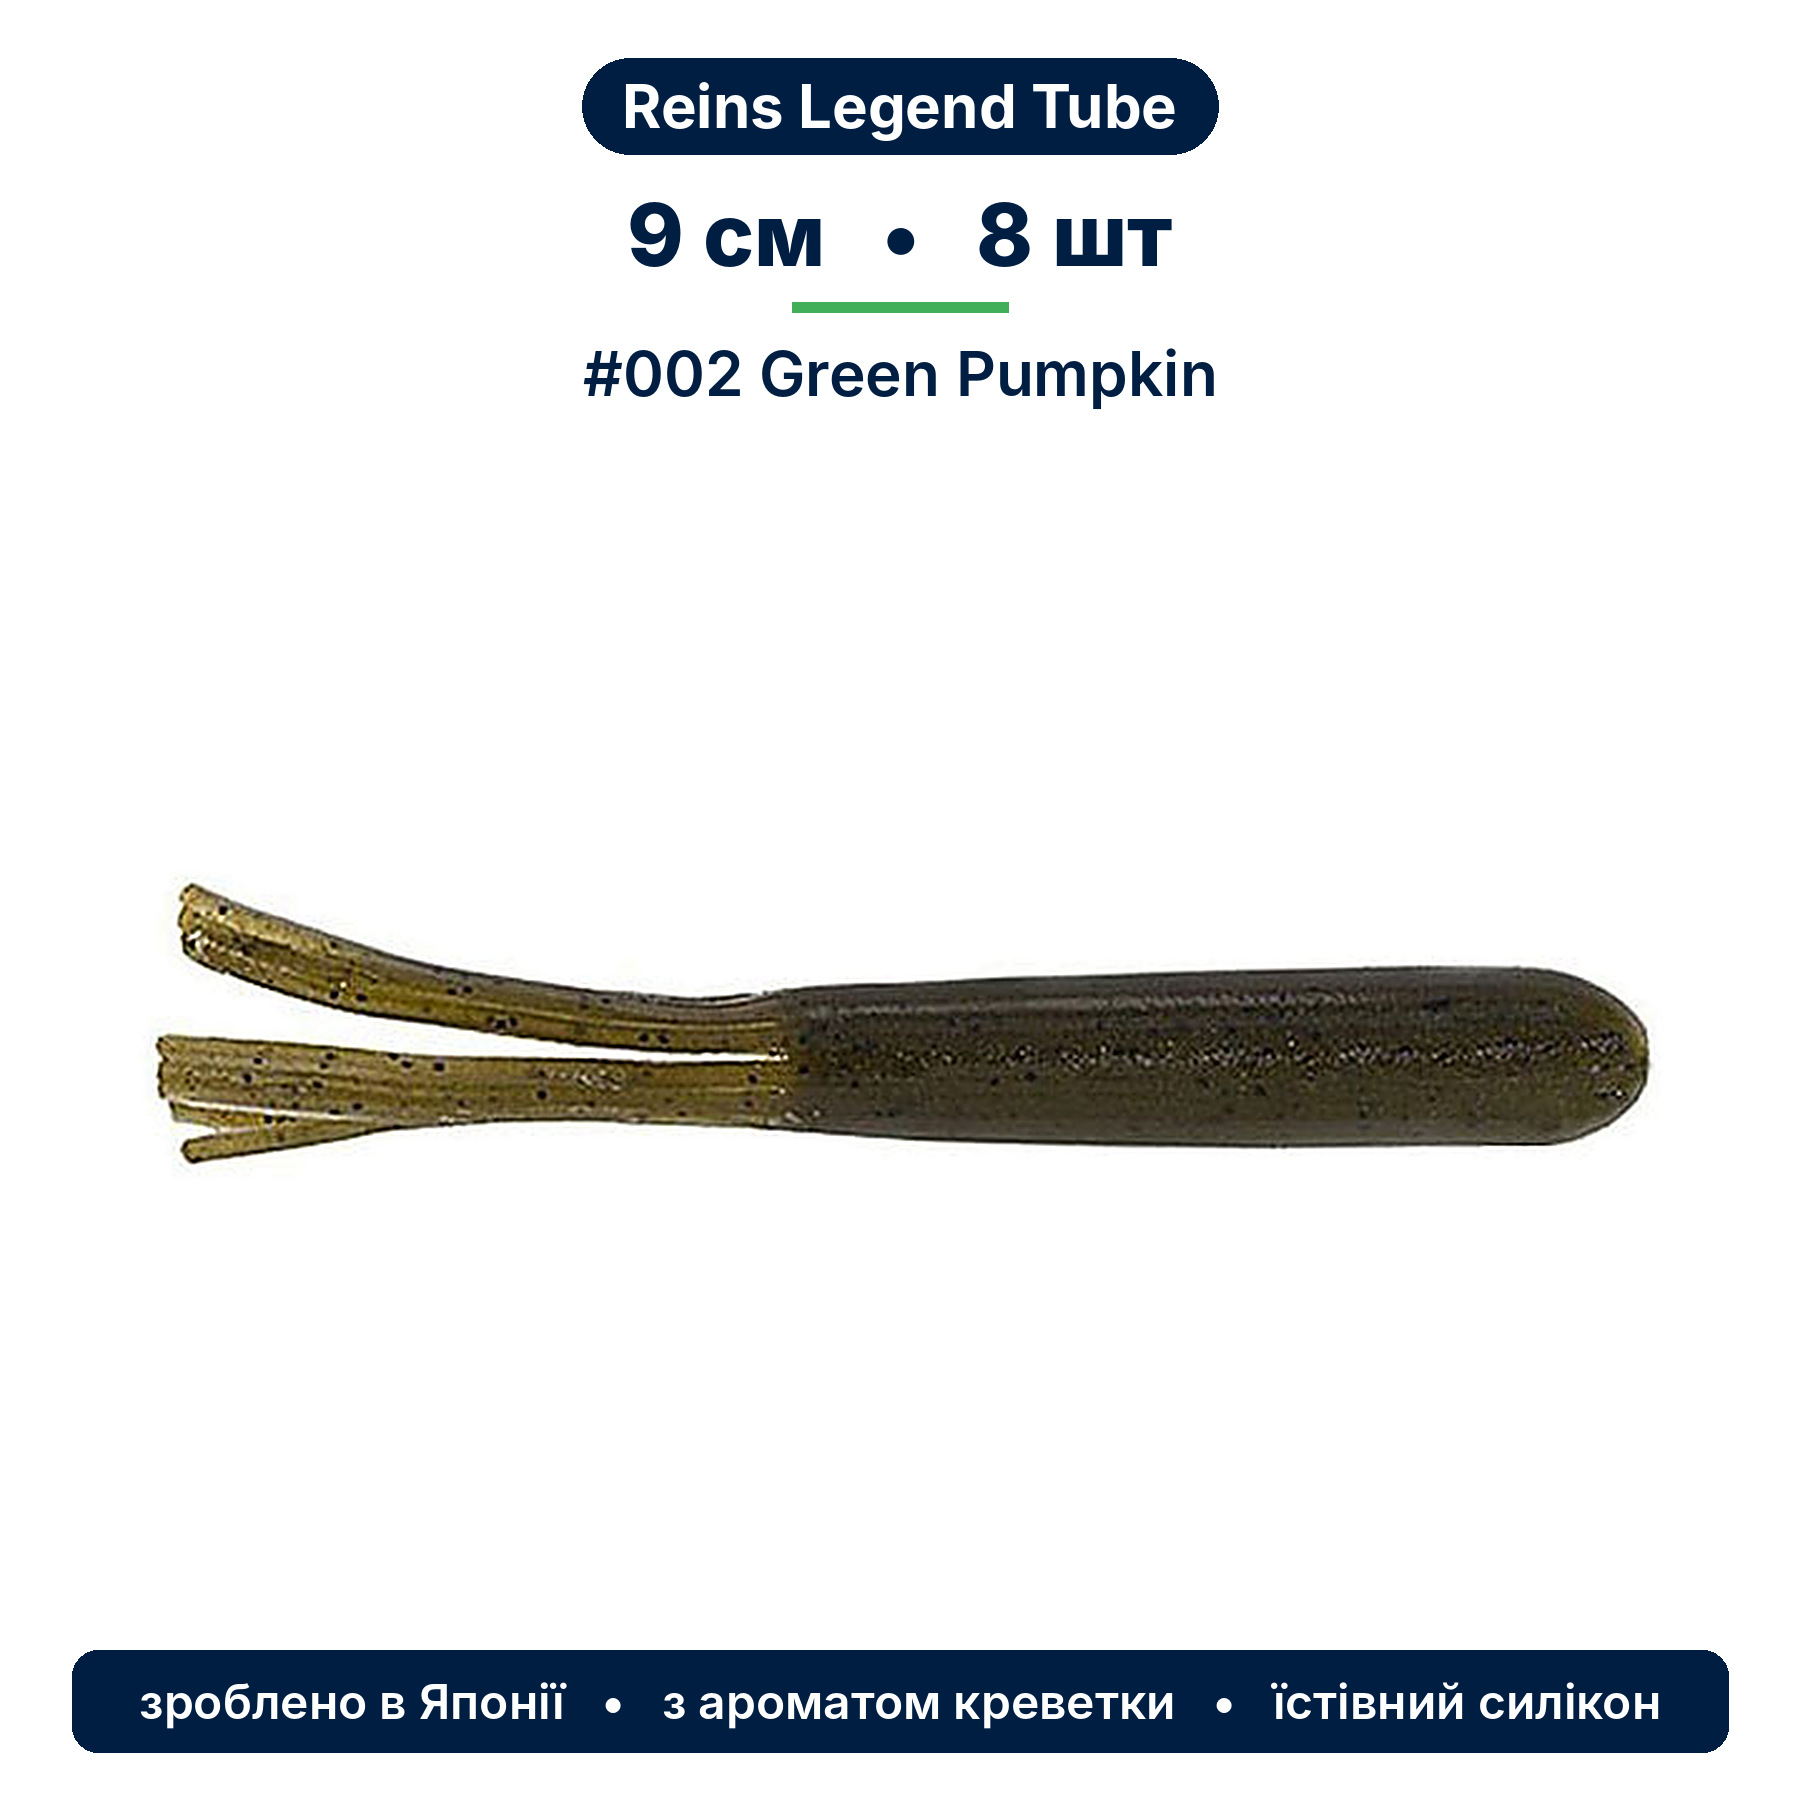 Reins Legend Tube
9 см • 8 шт
#002 Green Pumpkin
зроблено в Японії • з ароматом креветки • їстівний силікон